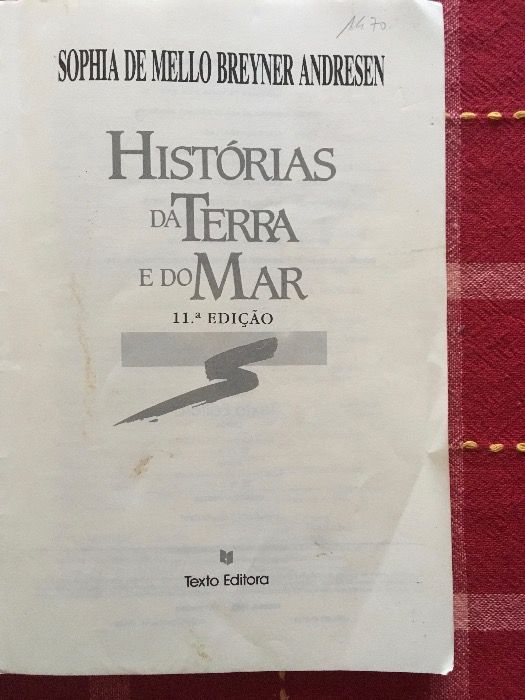 SOPHIA DE MELLO BREYNER ANDRESEN
HISTÓRIAS
DA TERRA
E DO MAR
11.ª EDIÇÃO
Texto Editora